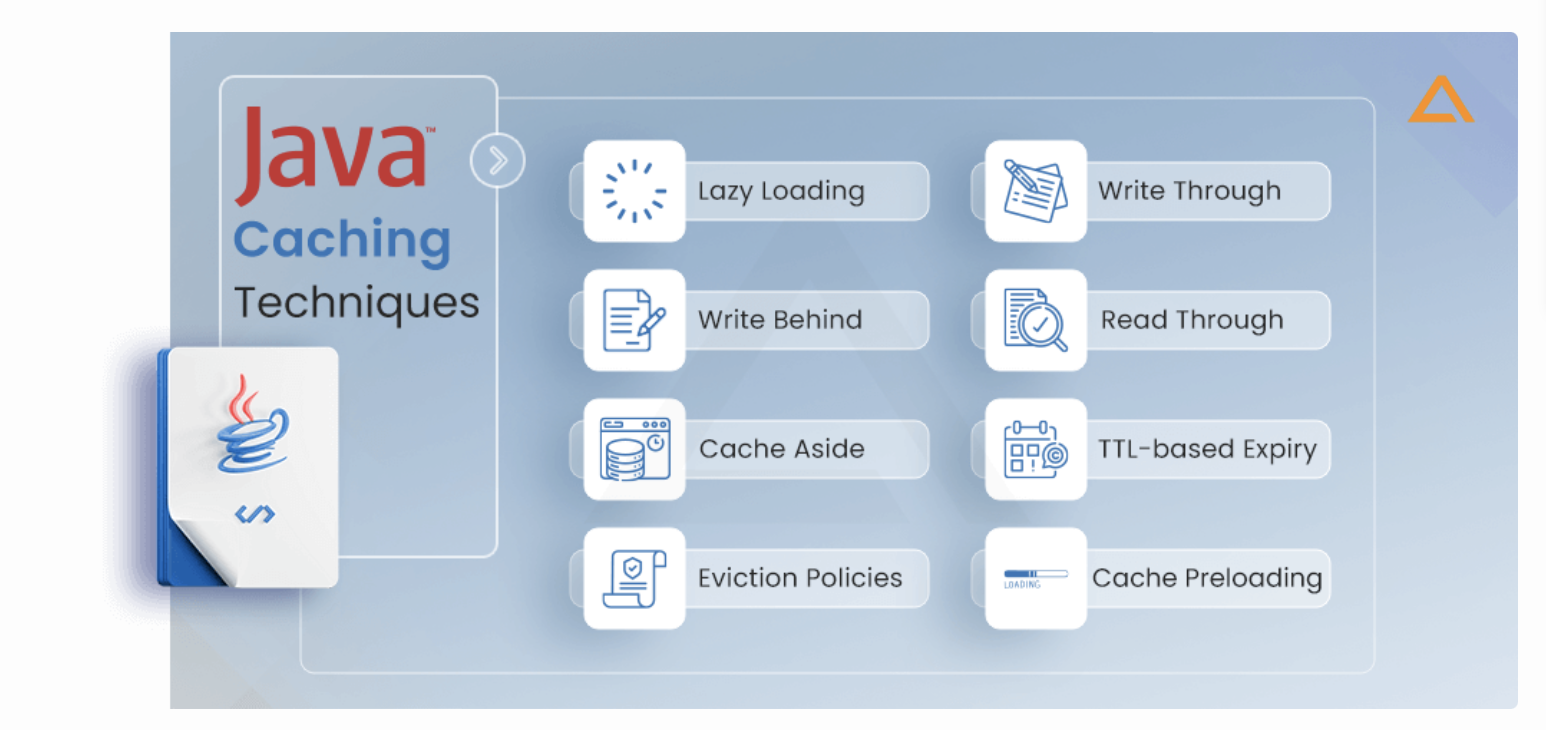 Java™
Caching
Techniques
Lazy Loading
Write Through
Write Behind
Read Through
Cache Aside
TTL-based Expiry
Eviction Policies
LOADING
Cache Preloading